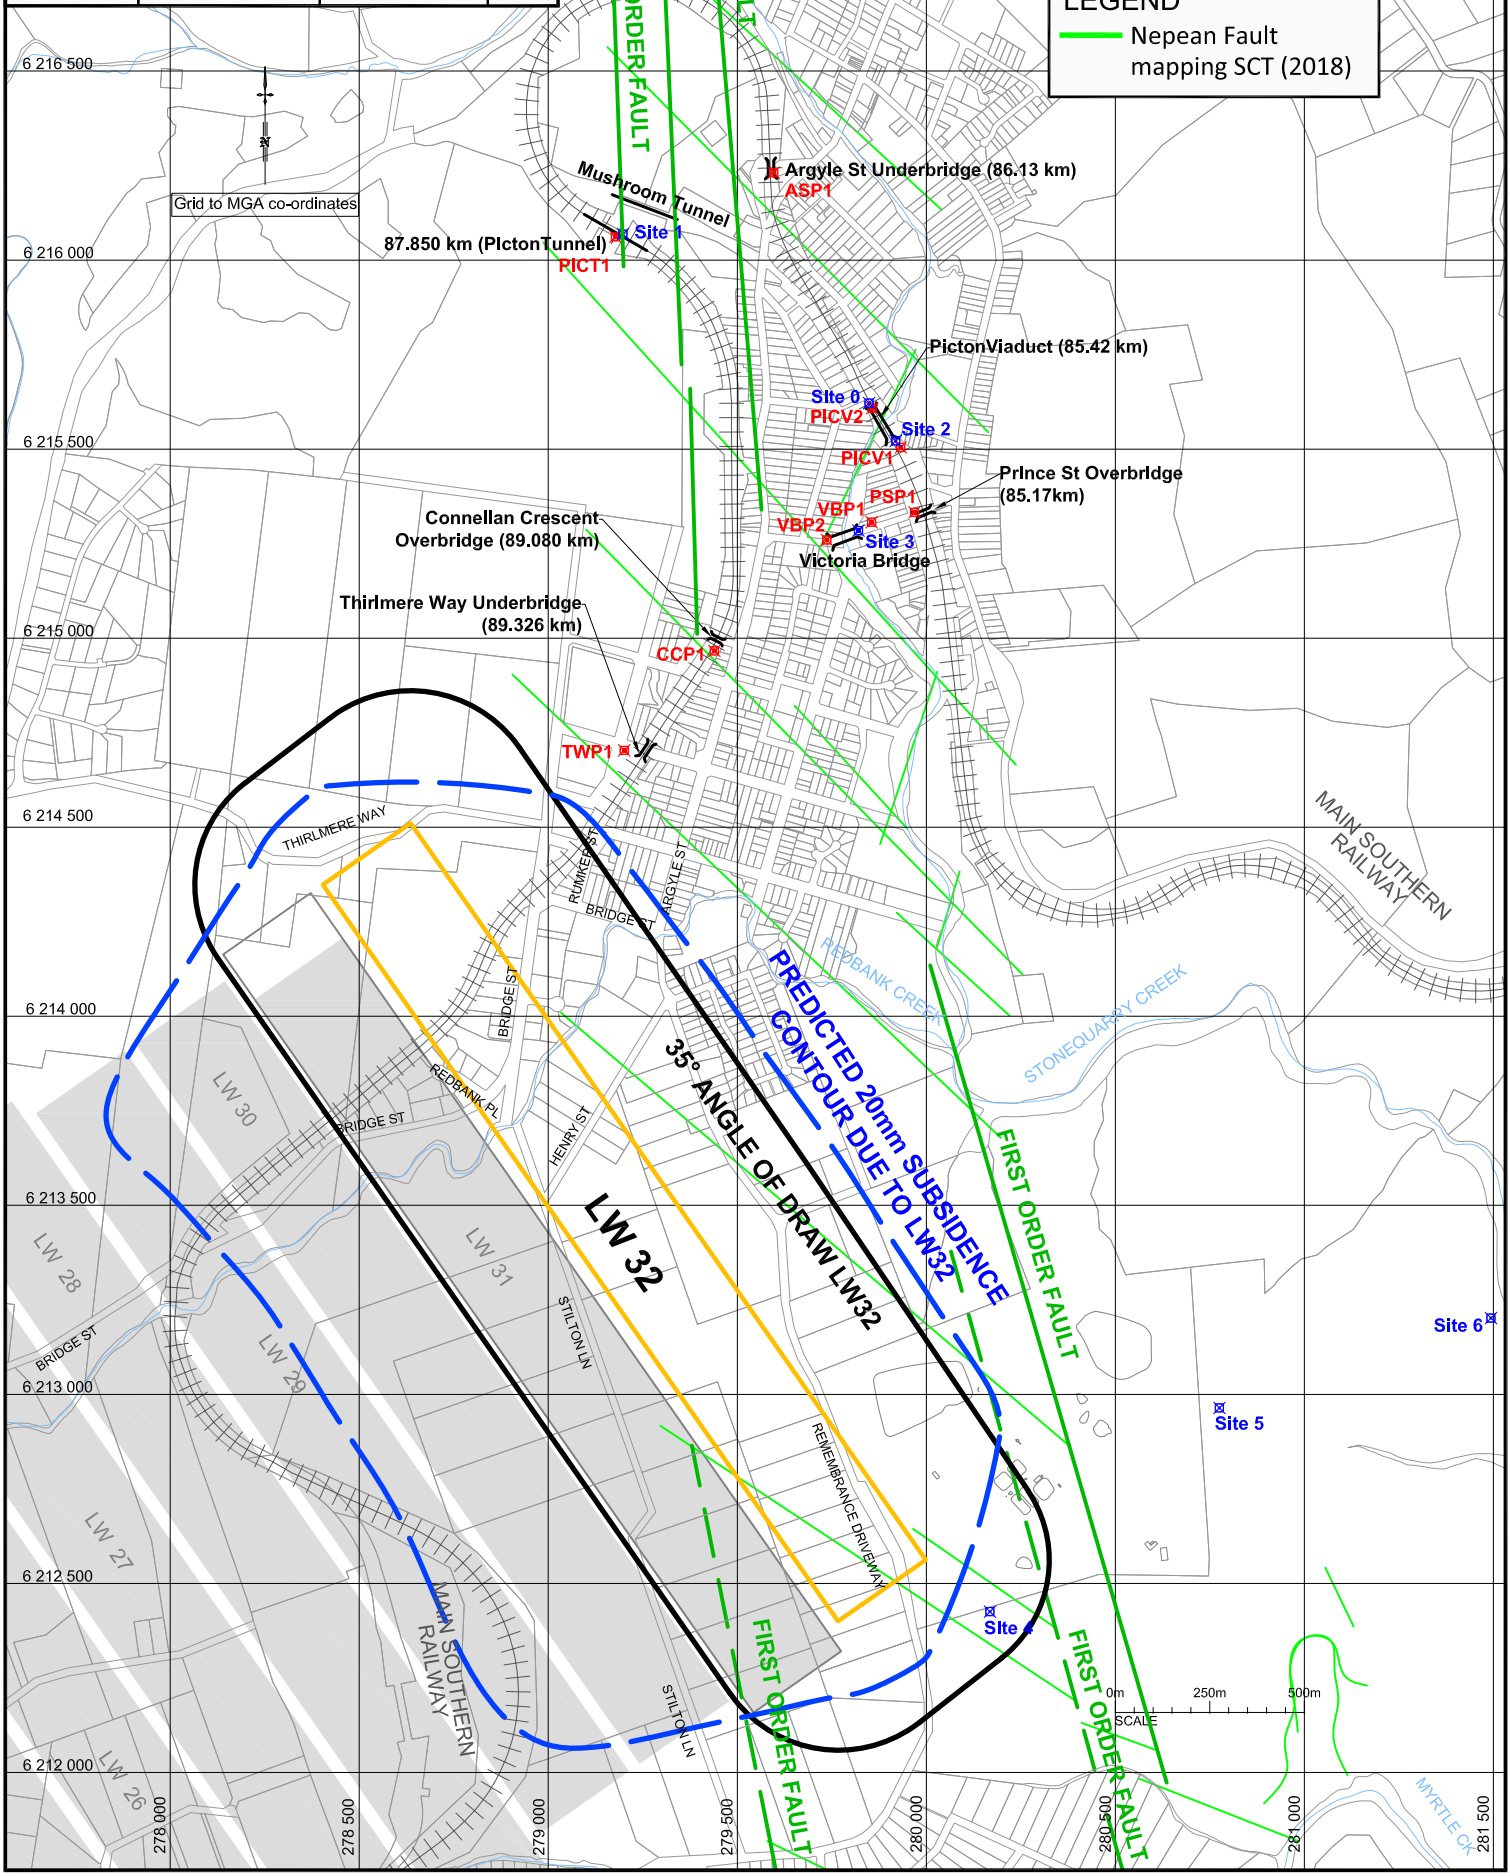 LEGEND
Nepean Fault
mapping SCT (2018)
ORDER FAULT
LT
6 216 500
N
Grid to MGA co-ordinates
Mushroom Tunnel
Argyle St Underbridge (86.13 km)
ASP1
Site 1
87.850 km (PIctonTunnel)
PICT1
6 216 000
PictonViaduct (85.42 km)
SIte 0
PICV2
Site 2
PICV1
6 215 500
PrInce St OverbrIdge
(85.17km)
PSP1
VBP1
VBP2
Site 3
Victoria Bridge
Connellan Crescent
Overbridge (89.080 km)
Thirlmere Way Underbridge
(89.326 km)
6 215 000
CCP1
TWP1
6 214 500
THIRLMERE WAY
RUMKER ST
ARGYLE ST
BRIDGE ST
BRIDGE ST
MAIN SOUTHERN
RAILWAY
REDBANK CREEK
STONEQUARRY CREEK
6 214 000
PREDICTED 20mm SUBSIDENCE
CONTOUR DUE TO LW32
35° ANGLE OF DRAW LW32
LW 30
REDBANK PL
BRIDGE ST
HENRY ST
FIRST ORDER FAULT
6 213 500
LW 32
LW 31
LW 28
STILTON LN
BRIDGE ST
LW 29
Site 6
6 213 000
Site 5
REMEMBRANCE DRIVEWAY
LW 27
6 212 500
MAIN SOUTHERN
RAILWAY
SIte 4
FIRST ORDER FAULT
FIRST ORDER FAULT
STILTON LN
0m
250m
500m
SCALE
6 212 000
LW 26
MYRTLE CK
278 000
278 500
279 000
279 500
280 000
280 500
281 000
281 500